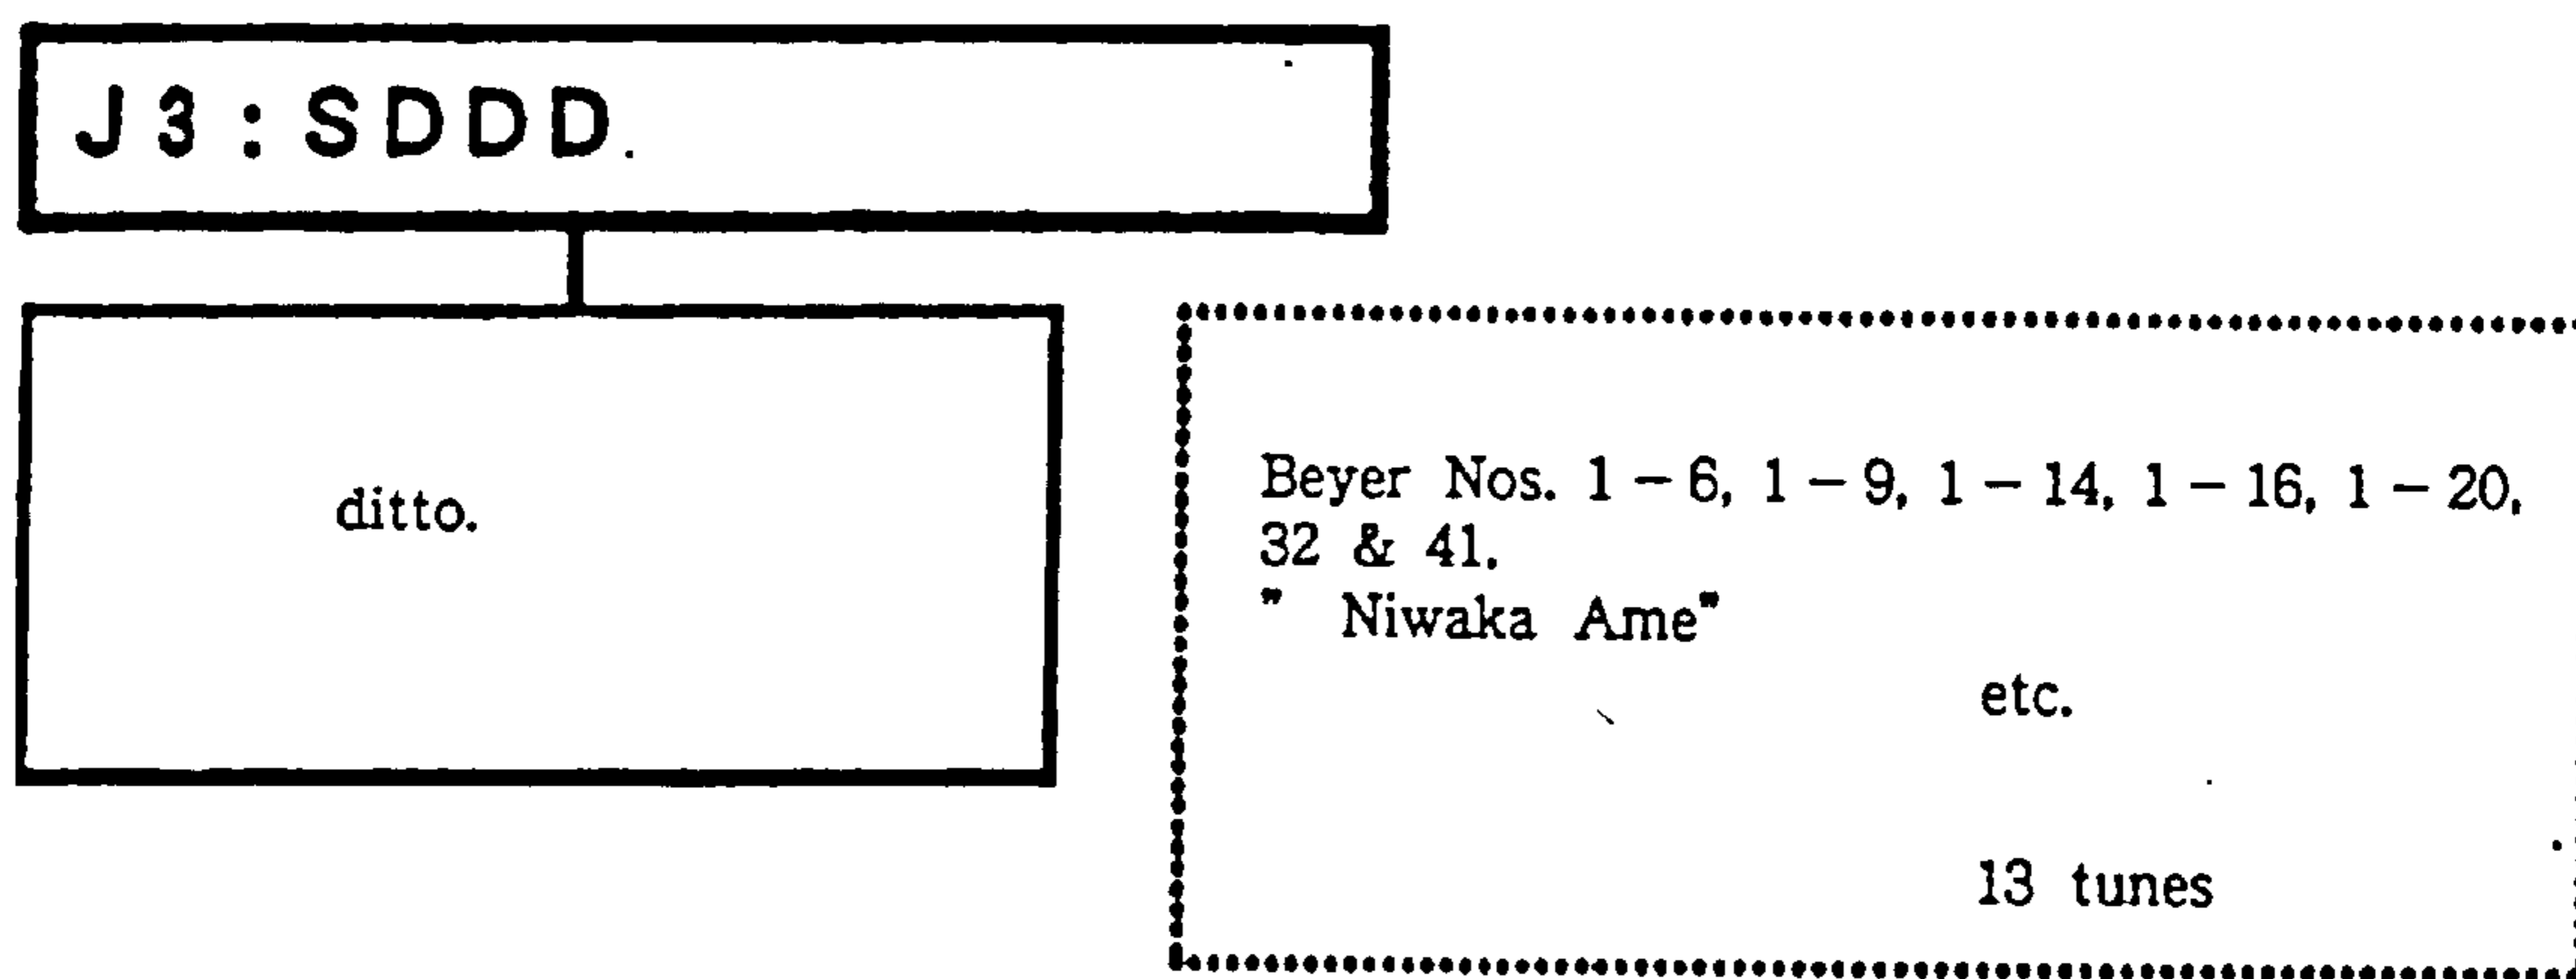 J3:SDDD.
ditto.
Beyer Nos. 1 – 6, 1 – 9, 1 – 14, 1 – 16, 1 – 20,
32 & 41.
" Niwaka Ame"
etc.
13 tunes